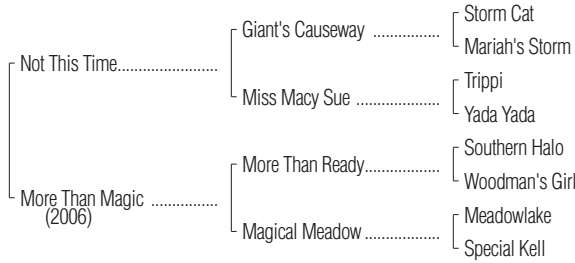 Storm Cat
Giant's Causeway ................
Mariah's Storm
Not This Time.......................
Trippi
Miss Macy Sue ....................
Yada Yada
Southern Halo
More Than Ready..................
Woodman's Girl
More Than Magic ................
(2006)
Meadowlake
Magical Meadow ..................
Special Kell